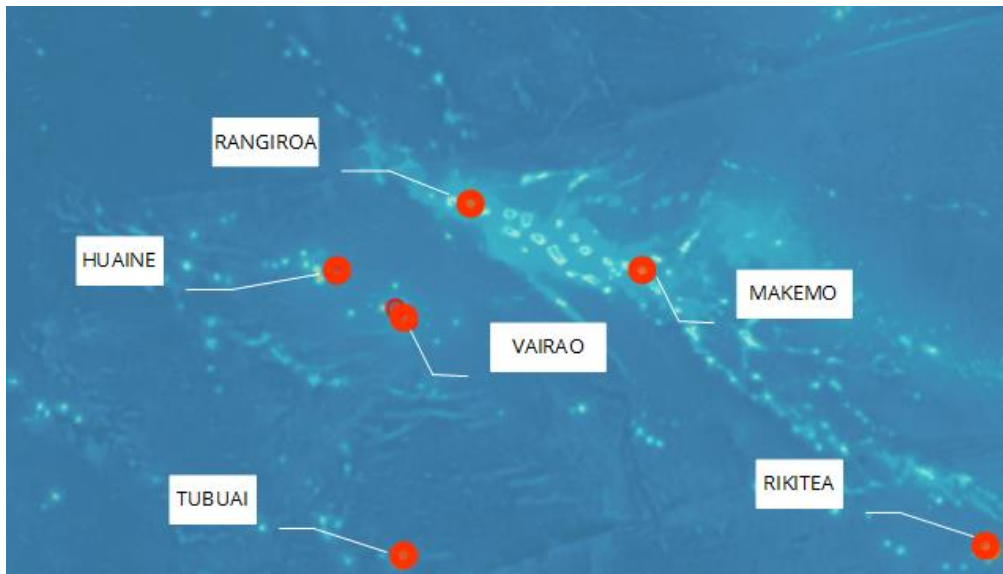 RANGIROA
HUAINE
MAKEMO
VAIRAO
RIKITEA
TUBUAI